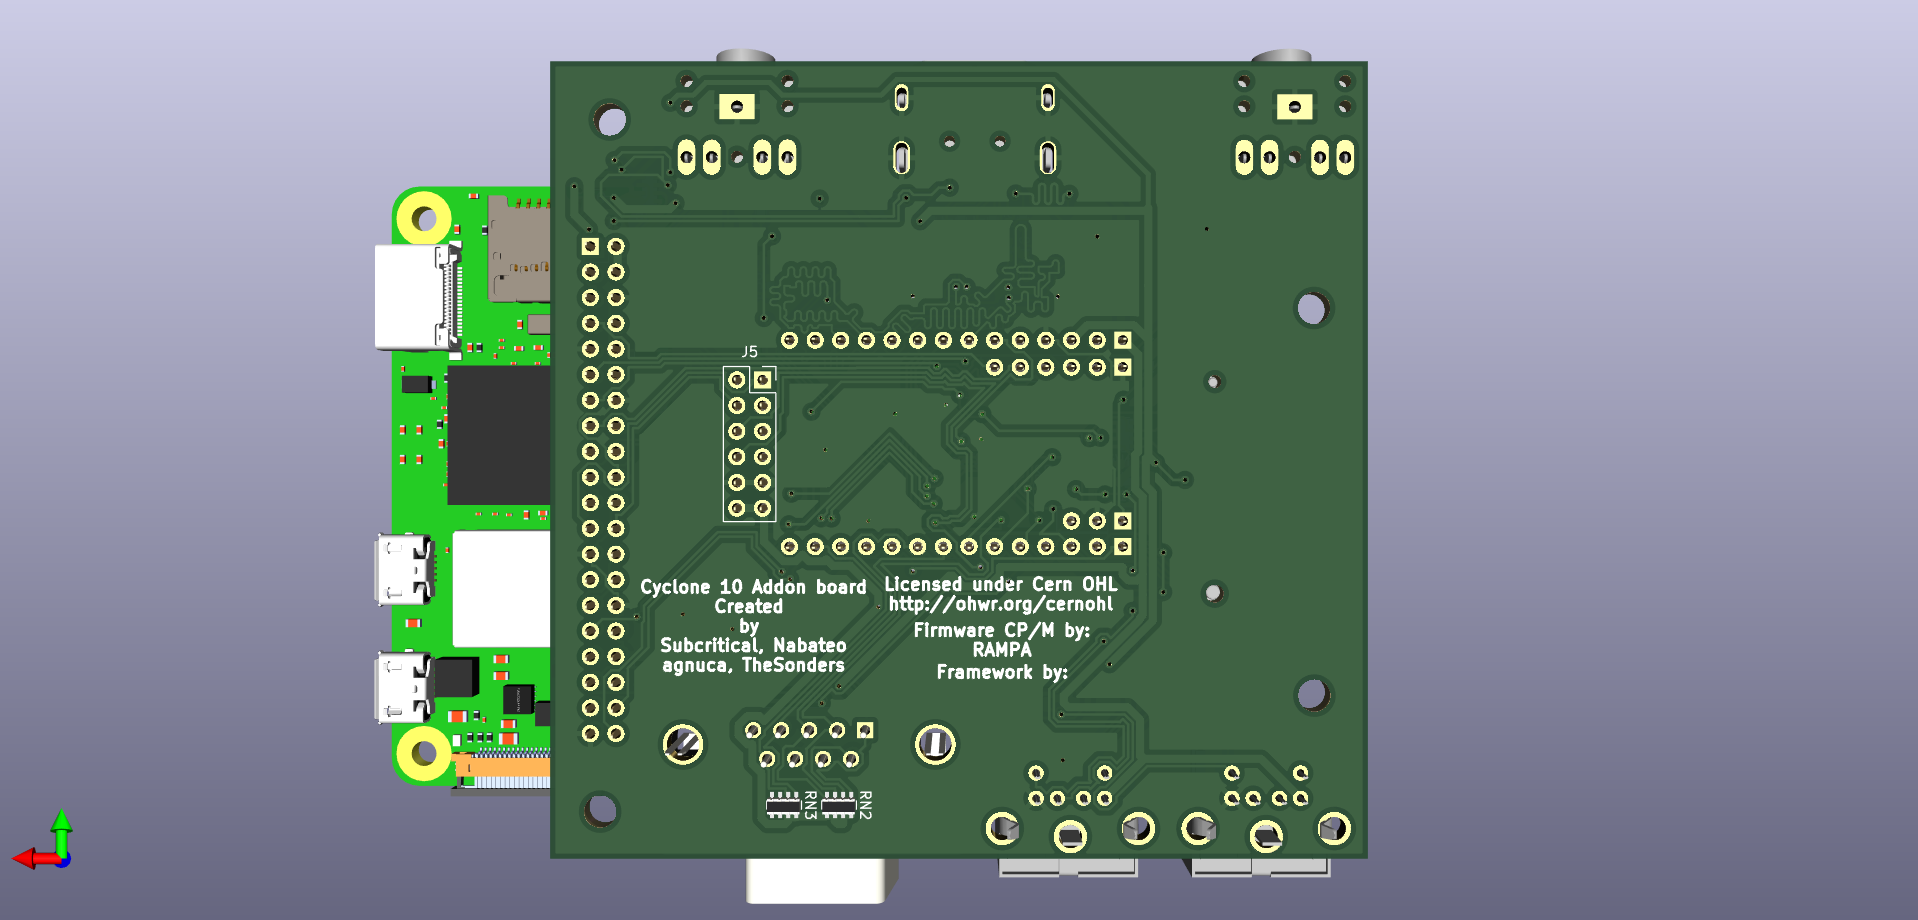 J5
Cyclone 10 Addon board
Created
by
Subcritical, Nabateo
agnuca, TheSonders
Licensed under Cern OHL
http://ohwr.org/cernohl
Firmware CP/M by:
RAMPA
Framework by:
RN3
RN2